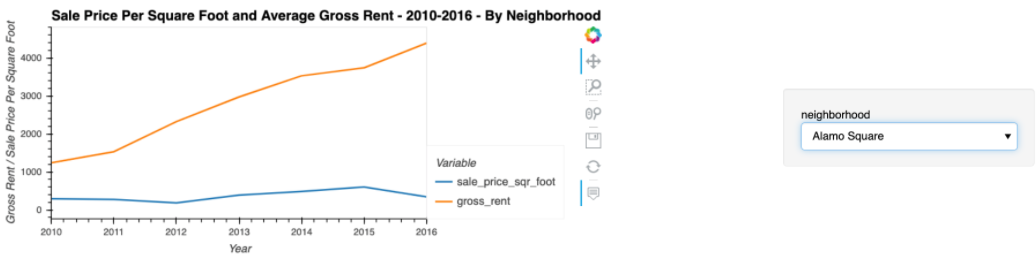 Sale Price Per Square Foot and Average Gross Rent - 2010-2016 - By Neighborhood
Gross Rent / Sale Price Per Square Foot
4000
3000
2000
1000
0
2010 2011 2012 2013 2014 2015 2016
Year
Variable
sale_price_sqr_foot
gross_rent
neighborhood
Alamo Square